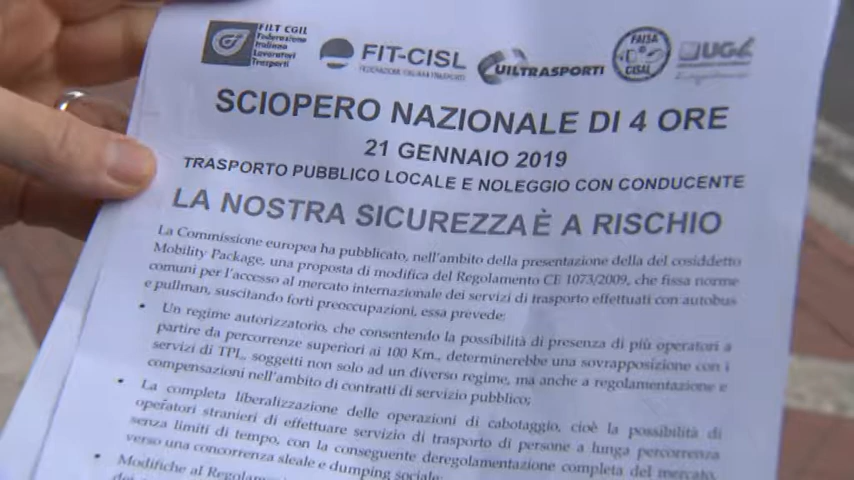 FILT CGIL
Federazione
Italiana
Lavoratori
Trasporti
FIT-CISL
FEDERAZIONE ITALIANA TRASPORTI
UILTRASPORTI
FAISA
CISAL
UGL
SCIOPERO NAZIONALE DI 4 ORE
21 GENNAIO 2019
TRASPORTO PUBBLICO LOCALE E NOLEGGIO CON CONDUCENTE
LA NOSTRA SICUREZZA È A RISCHIO
La Commissione europea ha pubblicato, nell'ambito della presentazione della del cosiddetto
Mobility Package, una proposta di modifica del Regolamento CE 1073/2009, che fissa norme
comuni per l'accesso al mercato internazionale dei servizi di trasporto effettuati con autobus
e pullman, suscitando forti preoccupazioni, essa prevede:
• Un regime autorizzatorio, che consentendo la possibilità di presenza di più operatori a
partire da percorrenze superiori ai 100 Km., determinerebbe una sovrapposizione con i
servizi di TPL, soggetti non solo ad un diverso regime, ma anche a regolamentazione e
compensazioni nell'ambito di contratti di servizio pubblico;
• La completa liberalizzazione delle operazioni di cabotaggio, cioè la possibilità di
operatori stranieri di effettuare servizio di trasporto di persone a lunga percorrenza
senza limiti di tempo, con la conseguente deregolamentazione completa del mercato,
verso una concorrenza sleale e dumping sociale;
• Modifiche al Regolam